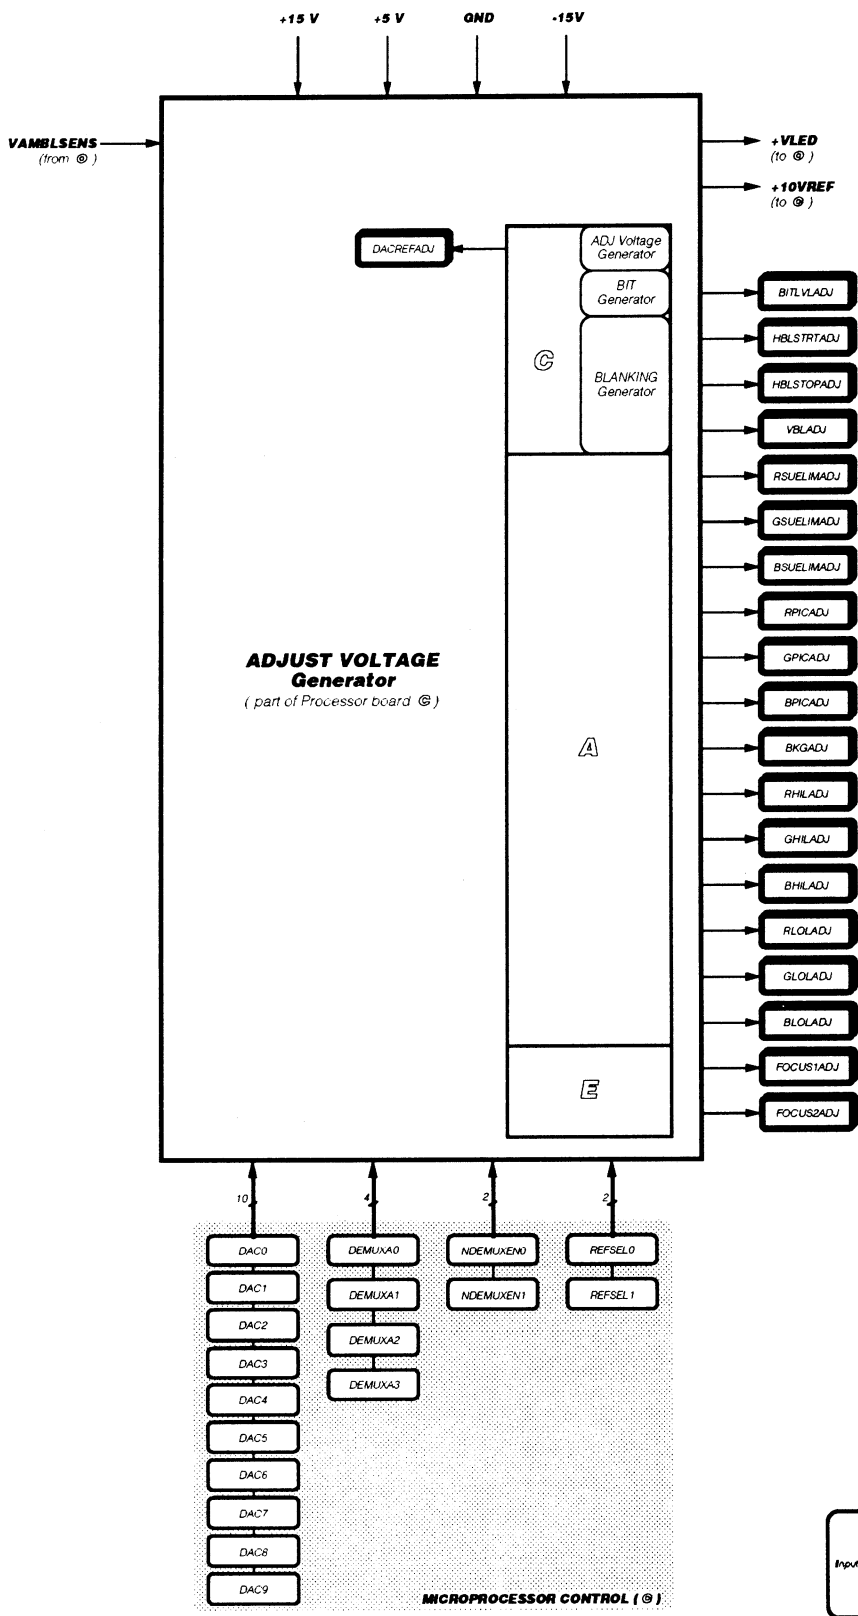 +15 V
+5 V
GND
-15V
VAMBLSENS
(from G)
+VLED
(to G)
+10VREF
(to G)
DACREFADJ
ADJ Voltage
Generator
BIT
Generator
C
BLANKING
Generator
BITLVLADJ
HBLSTRTADJ
HBLSTOPADJ
VBLADJ
RSUELIMADJ
GSUELIMADJ
BSUELIMADJ
RPICADJ
GPICADJ
BPICADJ
BKGADJ
RHILADJ
GHILADJ
BHILADJ
RLOLADJ
GLOLADJ
BLOLADJ
FOCUS1ADJ
FOCUS2ADJ
ADJUST VOLTAGE
Generator
( part of Processor board G )
A
E
10
4
2
2
DAC0
DAC1
DAC2
DAC3
DAC4
DAC5
DAC6
DAC7
DAC8
DAC9
DEMUXA0
DEMUXA1
DEMUXA2
DEMUXA3
NDEMUXEN0
NDEMUXEN1
REFSEL0
REFSEL1
MICROPROCESSOR CONTROL ( G )
Input